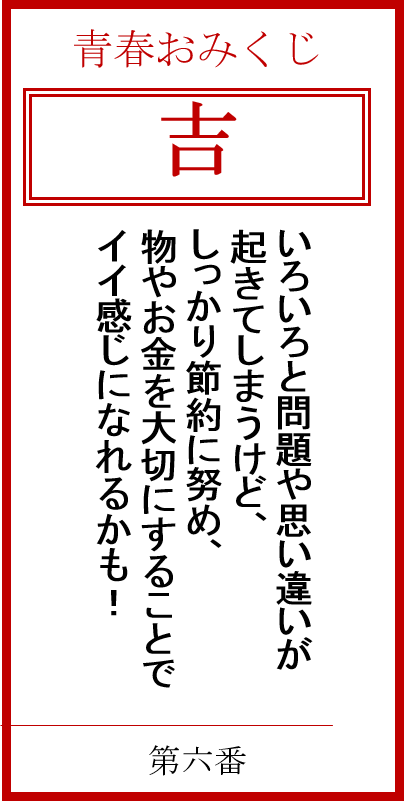 青春おみくじ
吉
いろいろと問題や思い違いが
起きてしまうけど、
しっかり節約に努め、
物やお金を大切にすることで
イイ感じになれるかも！
第六番